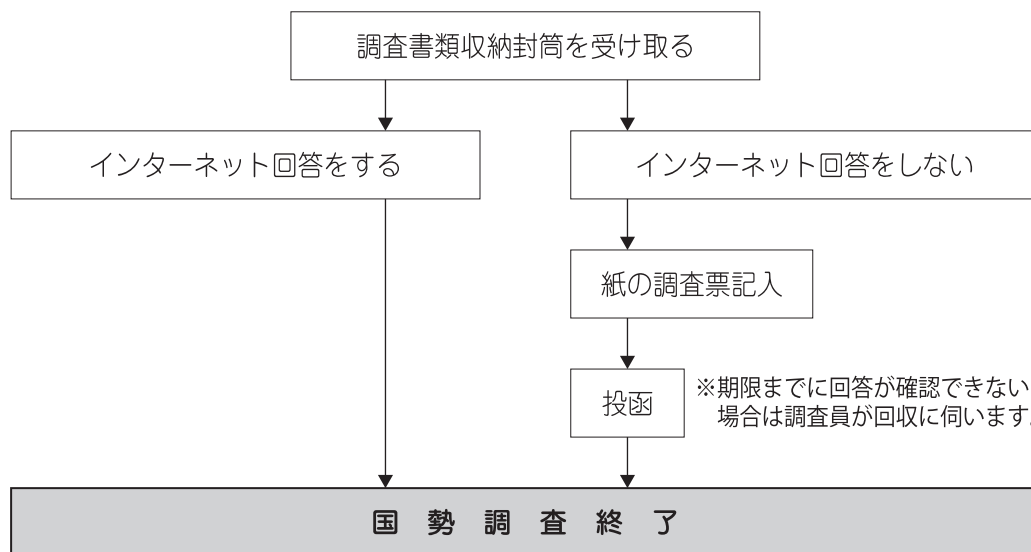 調査書類収納封筒を受け取る
インターネット回答をする
インターネット回答をしない
紙の調査票記入
投函
※期限までに回答が確認できない
場合は調査員が回収に伺います。
国勢調査終了